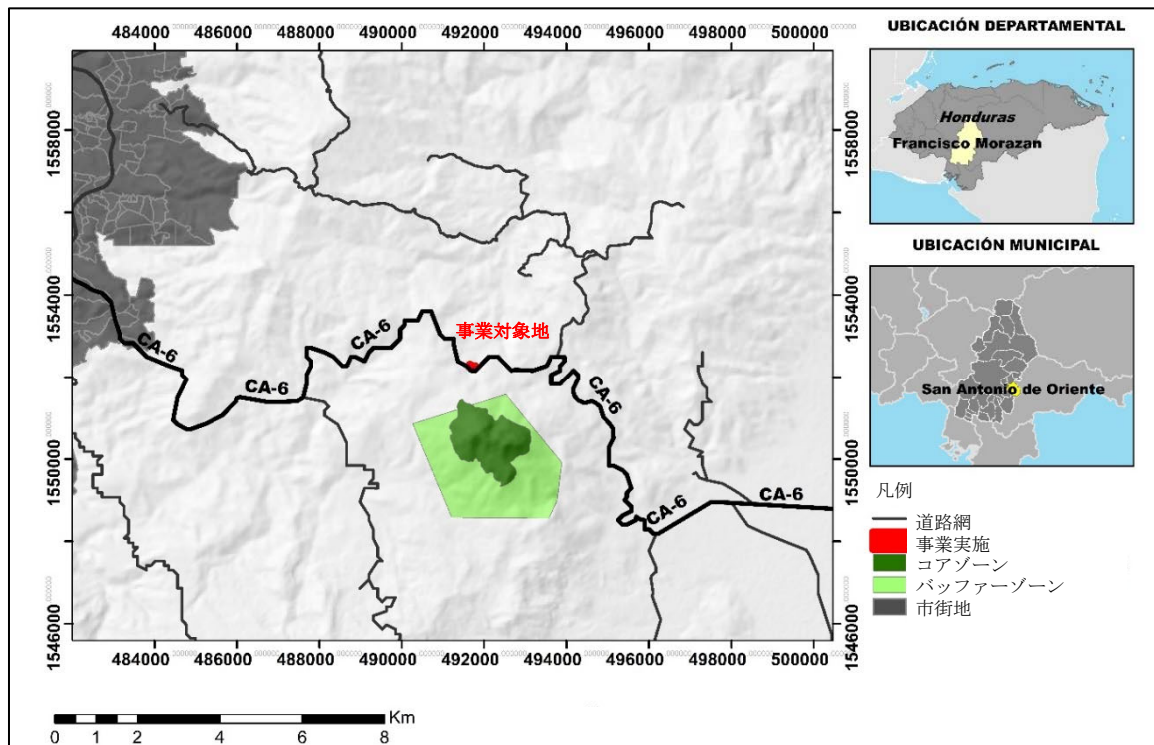 484000 486000 488000 490000 492000 494000 496000 498000 500000
1558000
1554000
1550000
1546000
事業対象地
CA-6
CA-6
CA-6
CA-6
CA-6
CA-6
1558000
1554000
1550000
1546000
484000 486000 488000 490000 492000 494000 496000 498000 500000
Km
0 1 2 4 6 8
UBICACIÓN DEPARTAMENTAL
Honduras
Francisco Morazan
UBICACIÓN MUNICIPAL
San Antonio de Oriente
凡例
道路網
事業実施
コアゾーン
バッファーゾーン
市街地